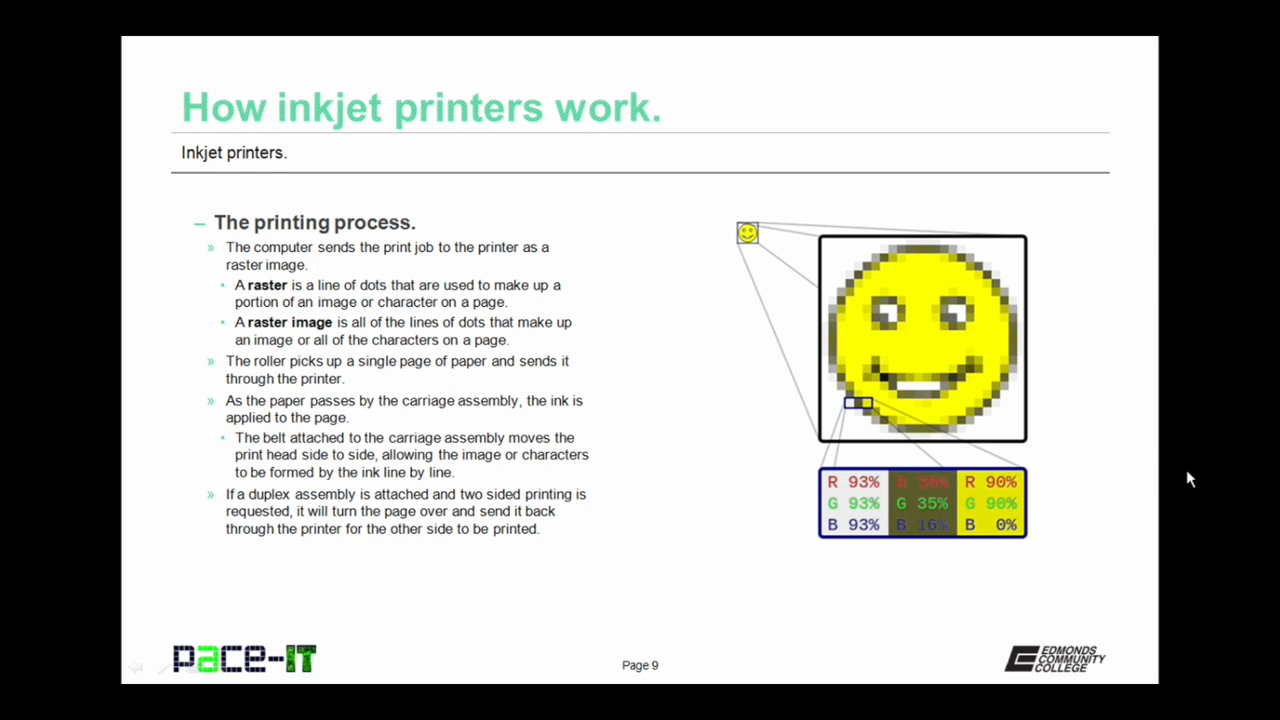 How inkjet printers work.
Inkjet printers.
– The printing process.
» The computer sends the print job to the printer as a
raster image.
• A raster is a line of dots that are used to make up a
portion of an image or character on a page.
• A raster image is all of the lines of dots that make up
an image or all of the characters on a page.
» The roller picks up a single page of paper and sends it
through the printer.
» As the paper passes by the carriage assembly, the ink is
applied to the page.
• The belt attached to the carriage assembly moves the
print head side to side, allowing the image or characters
to be formed by the ink line by line.
» If a duplex assembly is attached and two sided printing is
requested, it will turn the page over and send it back
through the printer for the other side to be printed.
R 93% R R 90%
G 93% G 35% G 90%
B 93% B 16% B 0%
pace-IT
Page 9
EDMONDS
COMMUNITY
COLLEGE